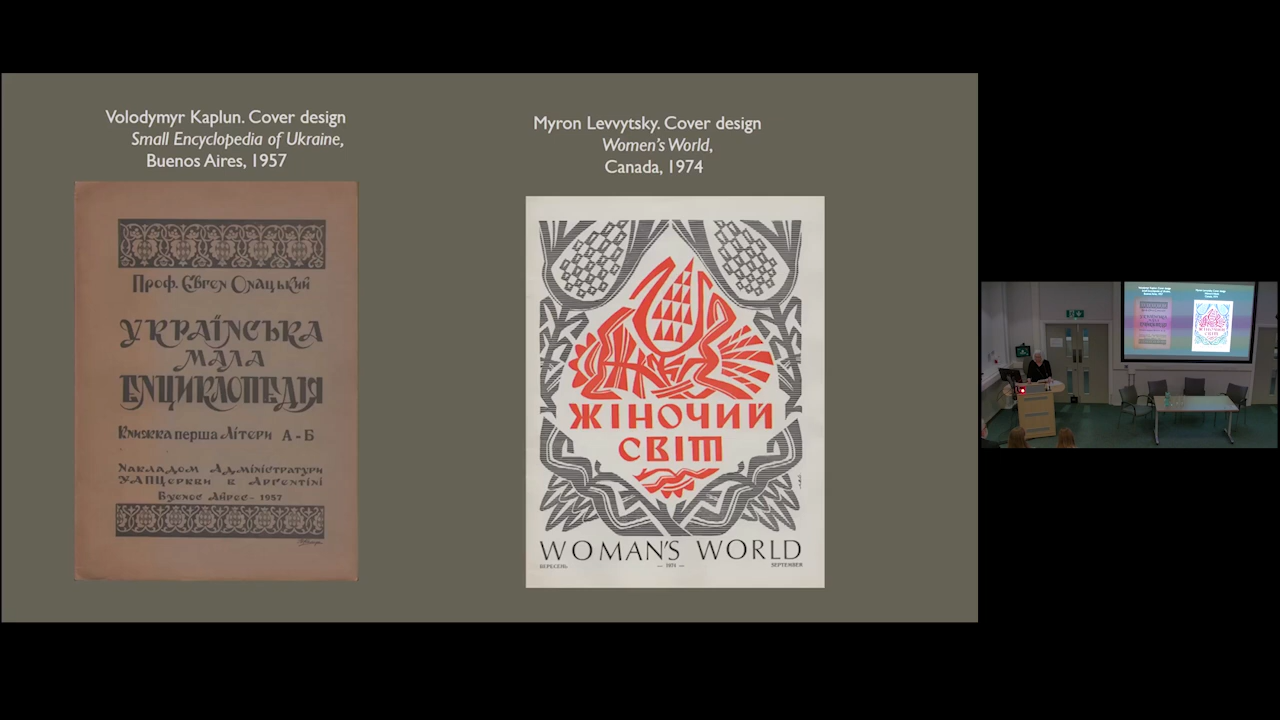 Volodymyr Kaplun. Cover design
Small Encyclopedia of Ukraine,
Buenos Aires, 1957
Проф. Євген Онацький
УКРАЇНСЬКА
МАЛА
ЕНЦИКЛОПЕДІЯ
Книжка перша Літери А-Б
Накладом Адміністратури
УАПЦеркви в Арґентіні
Буенос Айрес - 1957
Myron Levvytsky. Cover design
Women's World,
Canada, 1974
ЖІНОЧИЙ
СВІТ
WOMAN'S WORLD
ВЕРЕСЕНЬ — 1974 — SEPTEMBER